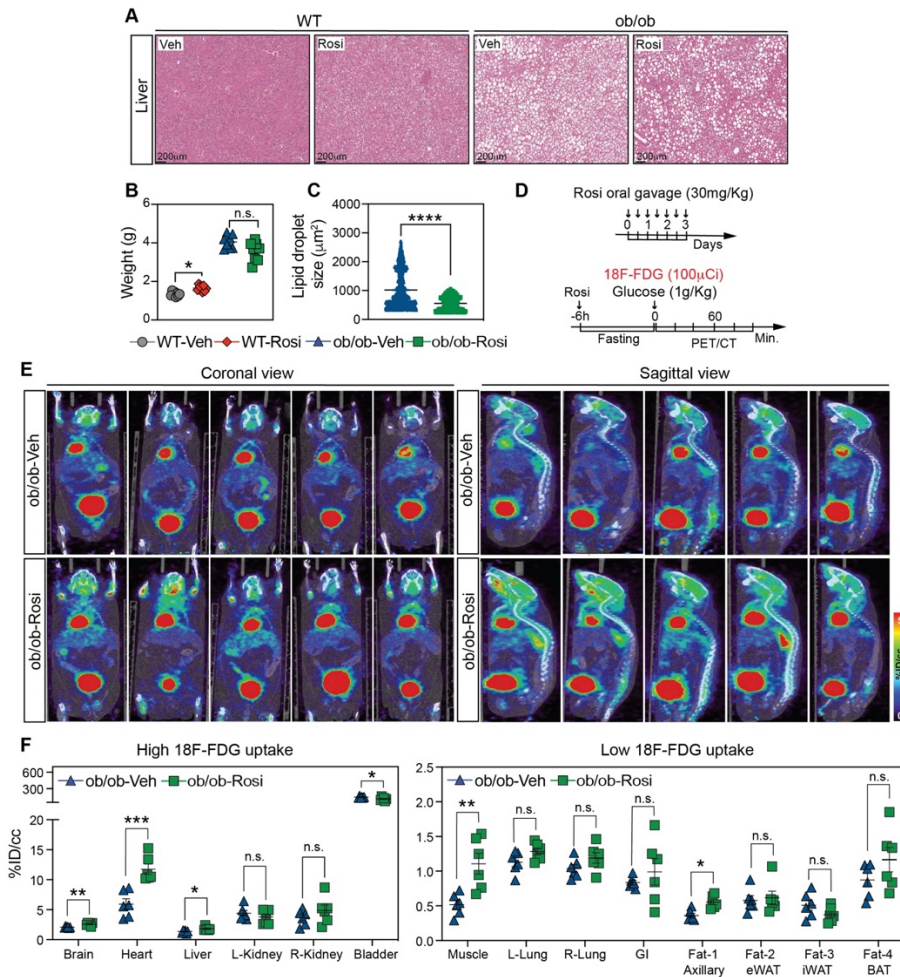 A
WT
ob/ob
Liver
Veh
Rosi
Veh
Rosi
200µm
200µm
200µm
200µm
B
Weight (g)
6
4
2
0
*
n.s.
C
Lipid droplet
size (µm²)
4000
3000
2000
1000
0
****
WT-Veh
WT-Rosi
ob/ob-Veh
ob/ob-Rosi
D
Rosi oral gavage (30mg/Kg)
0 1 2 3
Days
18F-FDG (100µCi)
Rosi
Glucose (1g/Kg)
-6h
0
60
Fasting
PET/CT
Min.
E
Coronal view
Sagittal view
ob/ob-Veh
ob/ob-Rosi
ob/ob-Veh
ob/ob-Rosi
%ID/cc
F
High 18F-FDG uptake
ob/ob-Veh
ob/ob-Rosi
%ID/cc
600
300
20
15
10
5
0
**
***
*
n.s.
n.s.
*
Brain
Heart
Liver
L-Kidney
R-Kidney
Bladder
Low 18F-FDG uptake
ob/ob-Veh
ob/ob-Rosi
2.5
2.0
1.5
1.0
0.5
0.0
**
n.s.
n.s.
n.s.
*
n.s.
n.s.
n.s.
Muscle
L-Lung
R-Lung
GI
Fat-1
Axillary
Fat-2
eWAT
Fat-3
iWAT
Fat-4
BAT